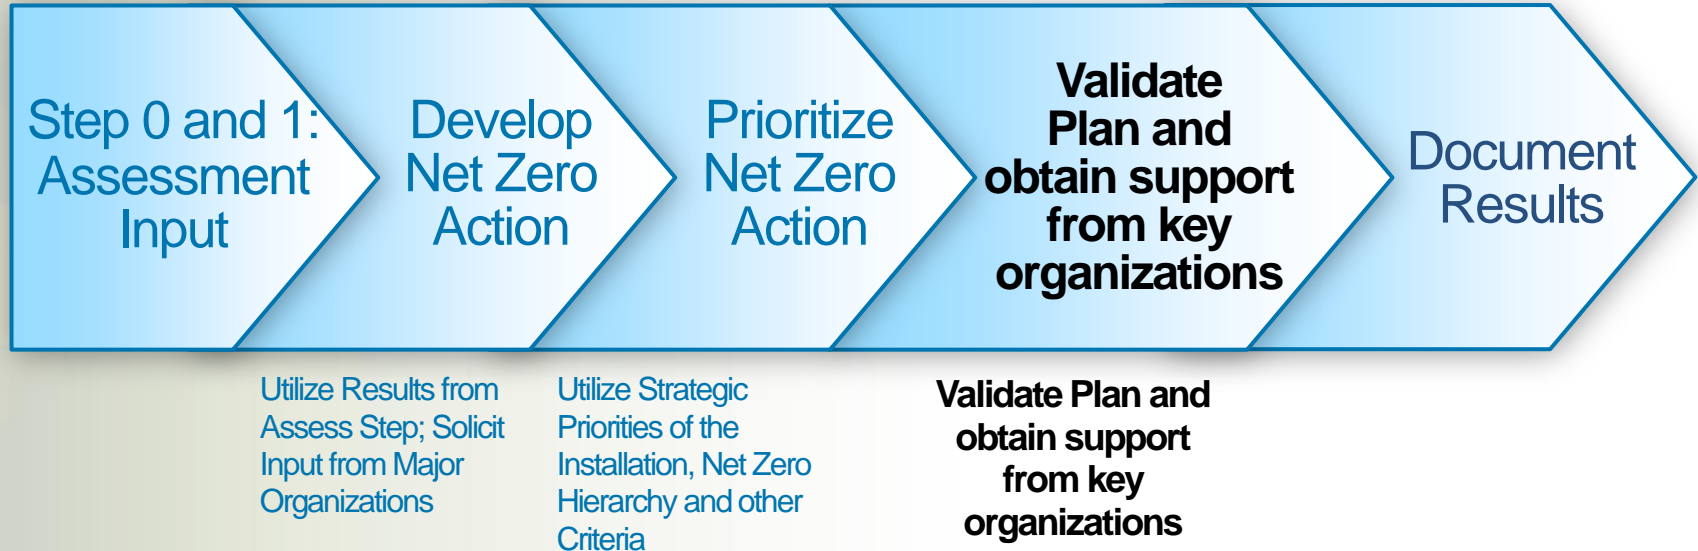 Step 0 and 1:
Assessment
Input
Develop
Net Zero
Action
Prioritize
Net Zero
Action
Validate
Plan and
obtain support
from key
organizations
Document
Results
Utilize Results from
Assess Step; Solicit
Input from Major
Organizations
Utilize Strategic
Priorities of the
Installation, Net Zero
Hierarchy and other
Criteria
Validate Plan and
obtain support
from key
organizations